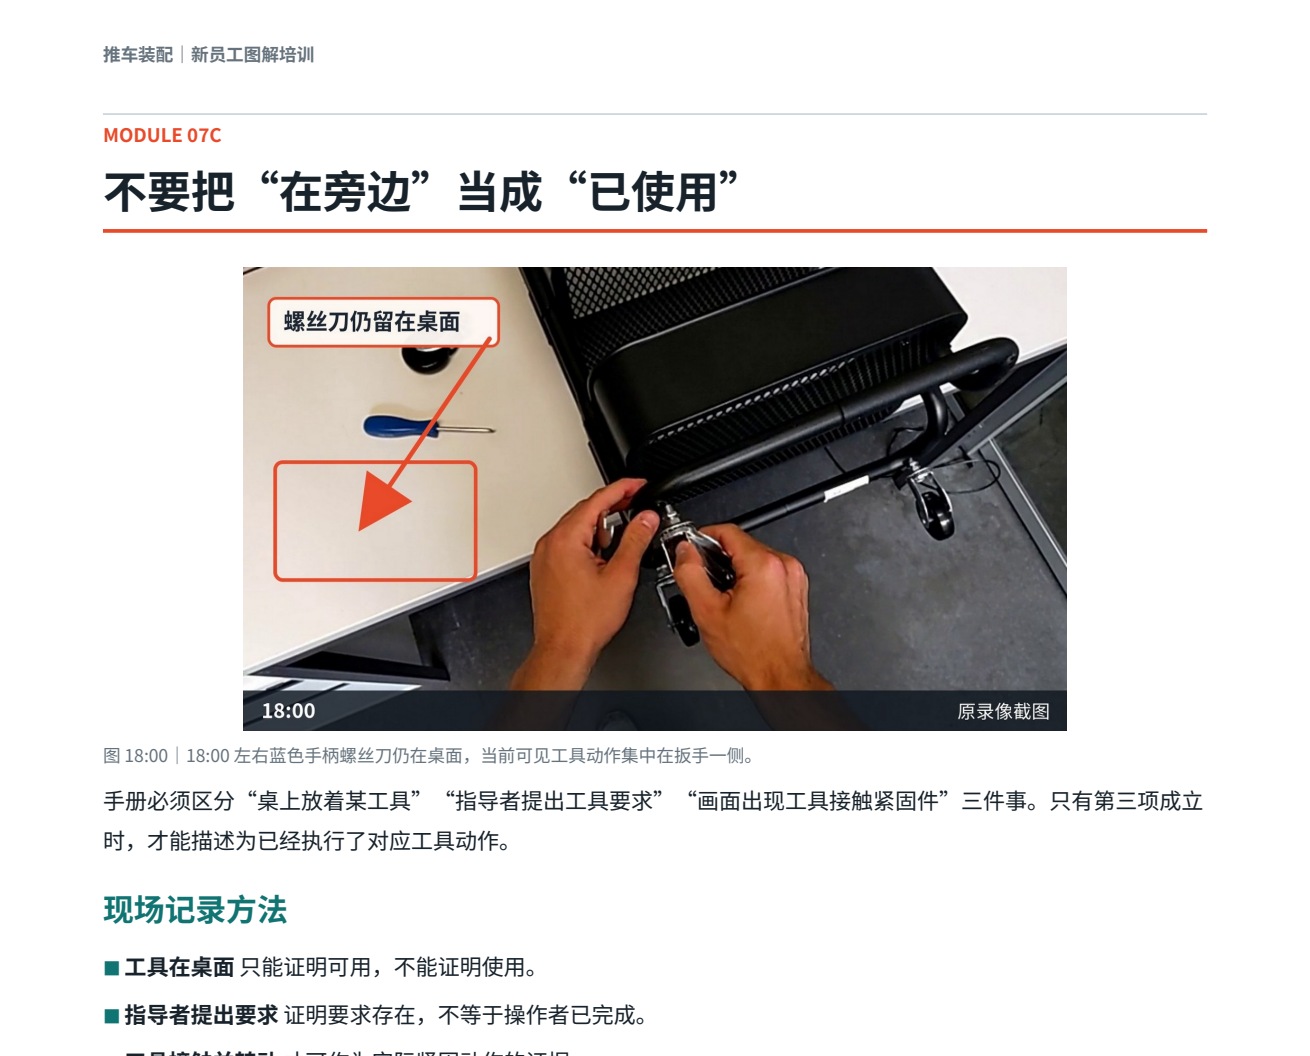 推车装配｜新员工图解培训
MODULE 07C
不要把“在旁边”当成“已使用”
螺丝刀仍留在桌面
18:00
原录像截图
图 18:00｜18:00 左右蓝色手柄螺丝刀仍在桌面，当前可见工具动作集中在扳手一侧。
手册必须区分“桌上放着某工具”“指导者提出工具要求”“画面出现工具接触紧固件”三件事。只有第三项成立
时，才能描述为已经执行了对应工具动作。
现场记录方法
■ 工具在桌面 只能证明可用，不能证明使用。
■ 指导者提出要求 证明要求存在，不等于操作者已完成。